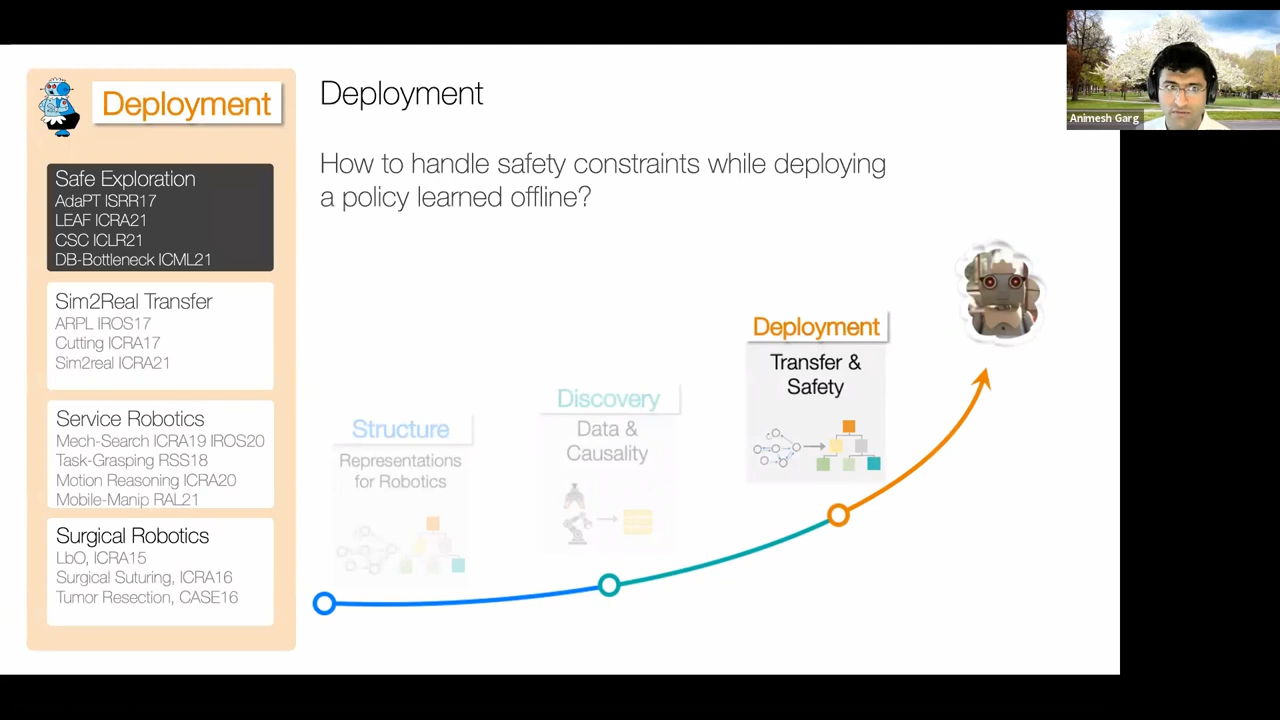 Deployment
Safe Exploration
AdaPT ISRR17
LEAF ICRA21
CSC ICLR21
DB-Bottleneck ICML21
Sim2Real Transfer
ARPL IROS17
Cutting ICRA17
Sim2real ICRA21
Service Robotics
Mech-Search ICRA19 IROS20
Task-Grasping RSS18
Motion Reasoning ICRA20
Mobile-Manip RAL21
Surgical Robotics
LbO, ICRA15
Surgical Suturing, ICRA16
Tumor Resection, CASE16
Deployment
How to handle safety constraints while deploying
a policy learned offline?
Structure
Representations
for Robotics
Discovery
Data &
Causality
Deployment
Transfer &
Safety
Animesh Garg